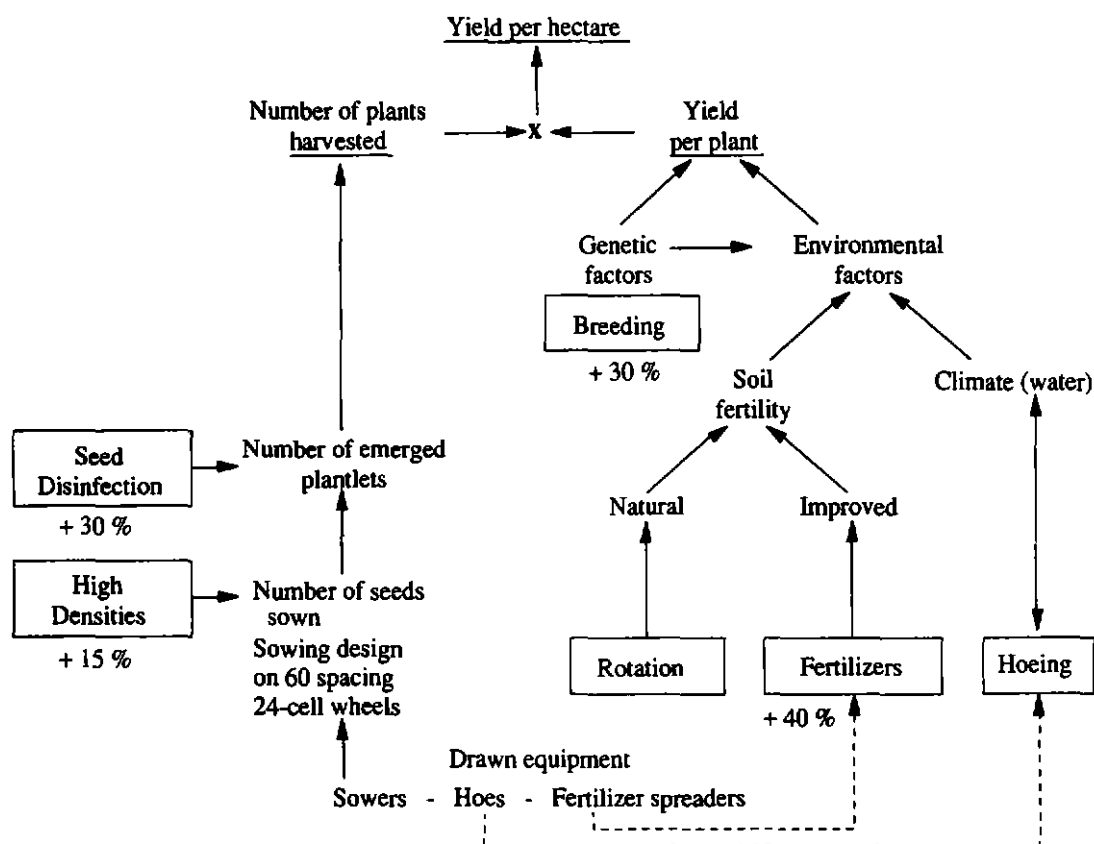 Yield per hectare
Number of plants
harvested
X
Yield
per plant
Genetic
factors
Environmental
factors
Breeding
+ 30 %
Soil
fertility
Climate (water)
Seed
Disinfection
+ 30 %
Number of emerged
plantlets
Natural
Improved
High
Densities
+ 15 %
Number of seeds
sown
Sowing design
on 60 spacing
24-cell wheels
Rotation
Fertilizers
+ 40 %
Hoeing
Drawn equipment
Sowers - Hoes - Fertilizer spreaders